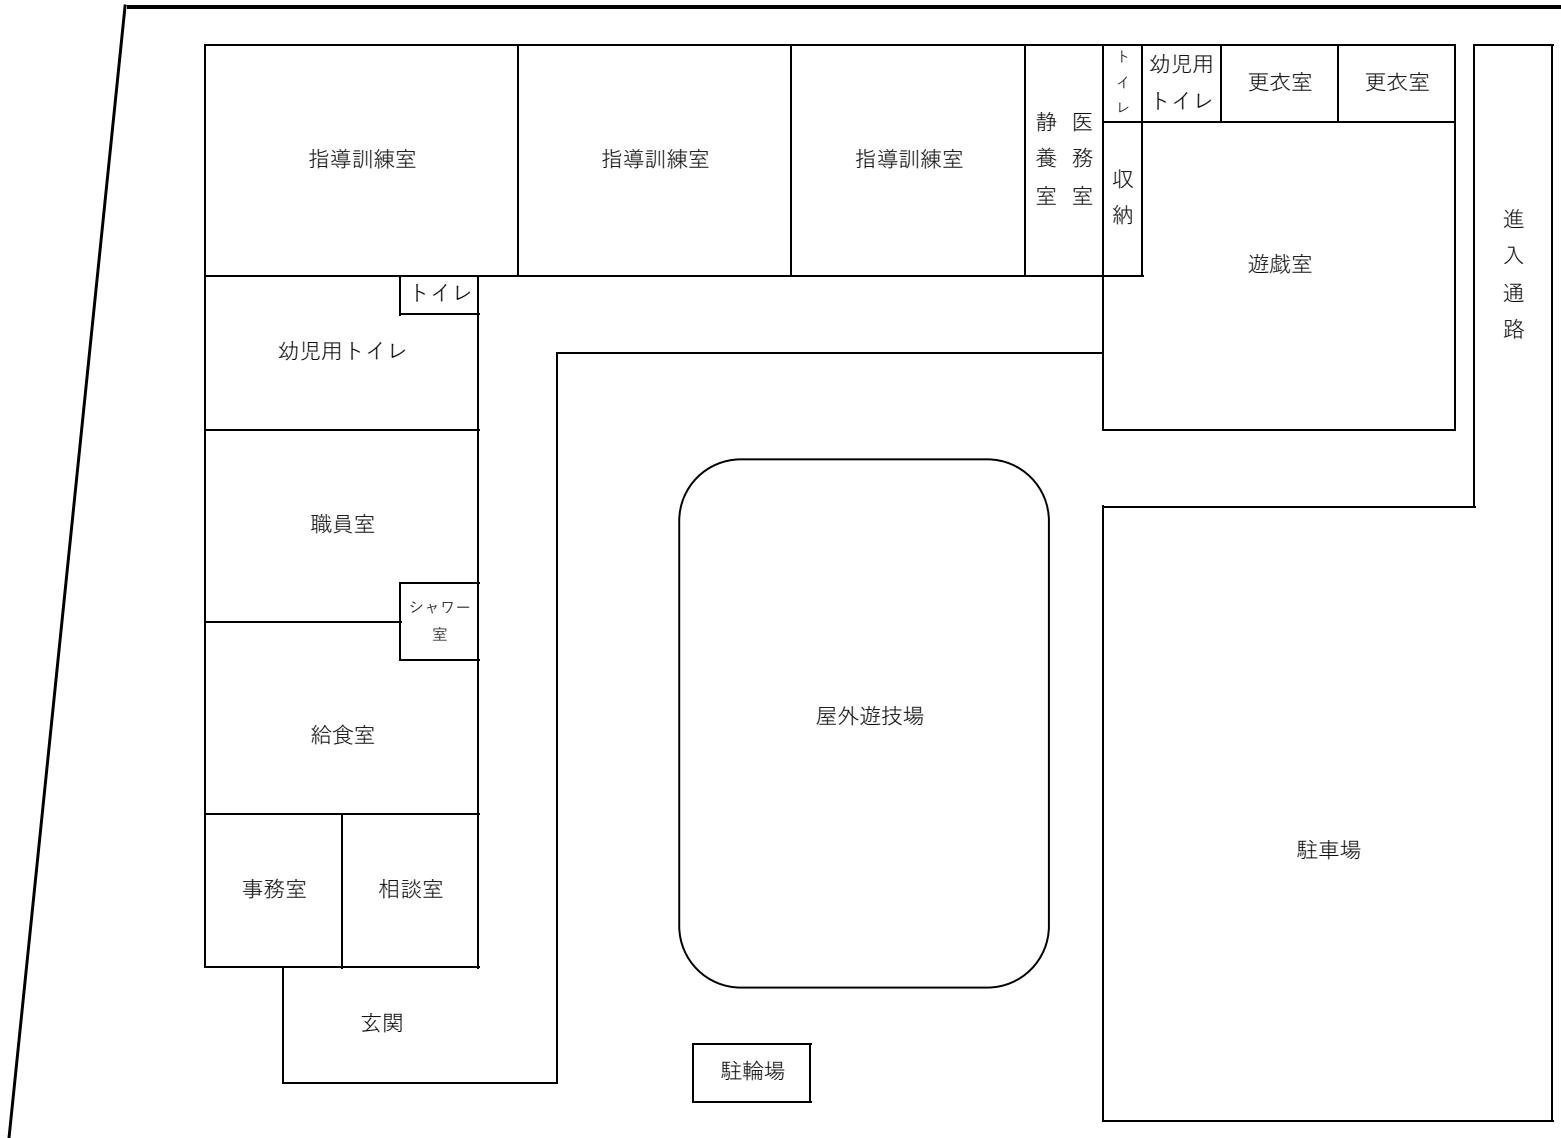 指導訓練室
指導訓練室
指導訓練室
医務室
静養室
トイレ
収納
幼児用
トイレ
更衣室
更衣室
遊戯室
進入通路
トイレ
幼児用トイレ
職員室
シャワー
室
給食室
事務室
相談室
玄関
屋外遊技場
駐輪場
駐車場